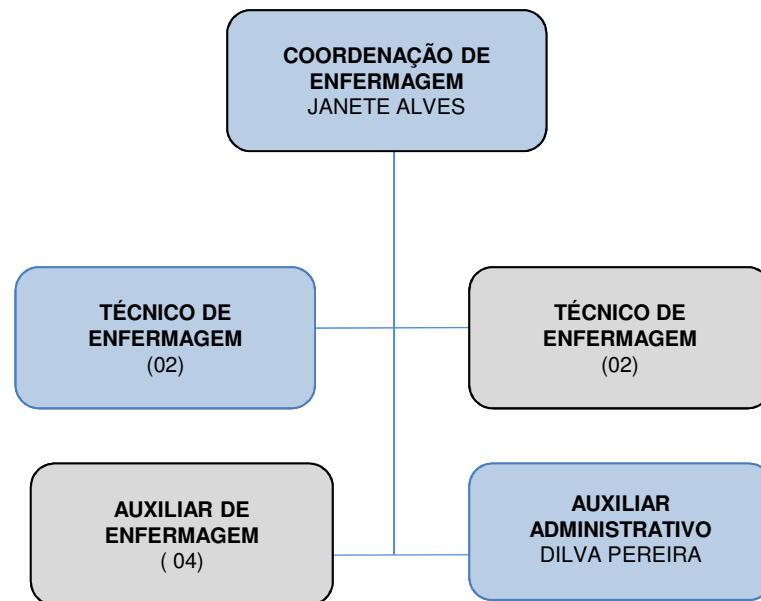 COORDENAÇÃO DE
ENFERMAGEM
JANETE ALVES
TÉCNICO DE
ENFERMAGEM
(02)
TÉCNICO DE
ENFERMAGEM
(02)
AUXILIAR DE
ENFERMAGEM
( 04)
AUXILIAR
ADMINISTRATIVO
DILVA PEREIRA